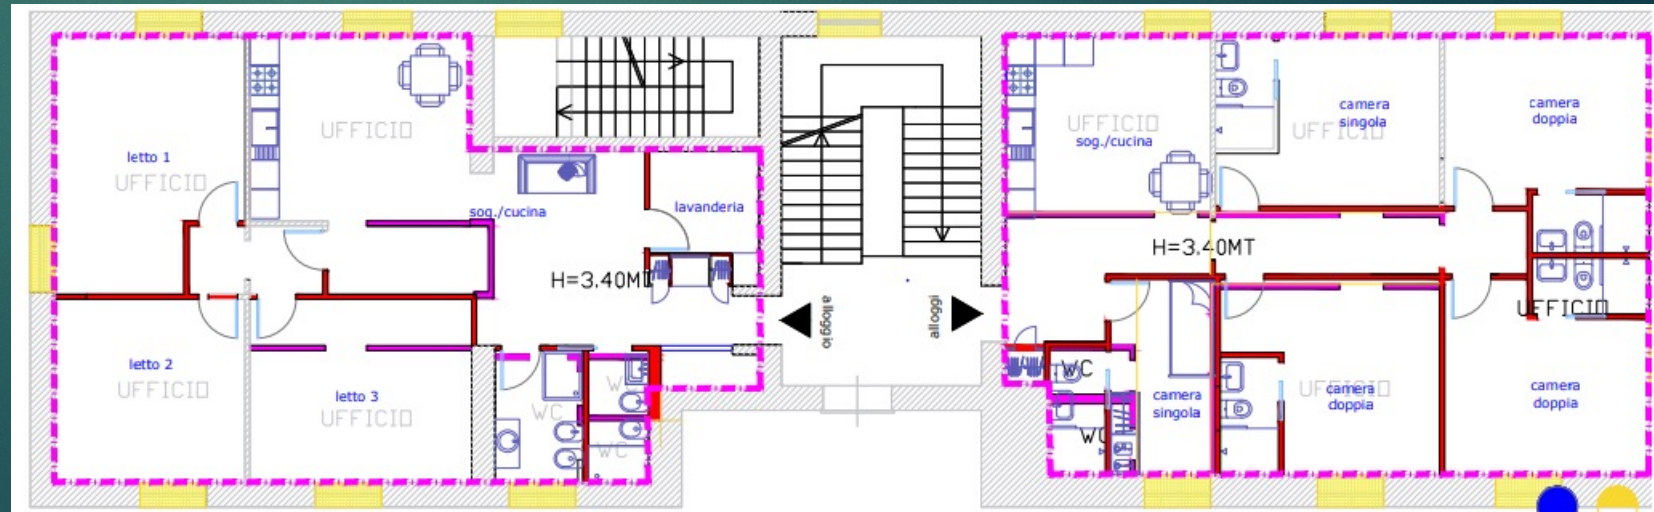 letto 1
UFFICIO
UFFICIO
sog./cucina
lavanderia
H=3.40MT
letto 2
UFFICIO
letto 3
UFFICIO
WC
WC
WC
alloggio
alloggi
UFFICIO
sog./cucina
camera
singola
UFFICIO
camera
doppia
H=3.40MT
UFFICIO
WC
WC
camera
singola
UFFICIO
camera
doppia
camera
doppia